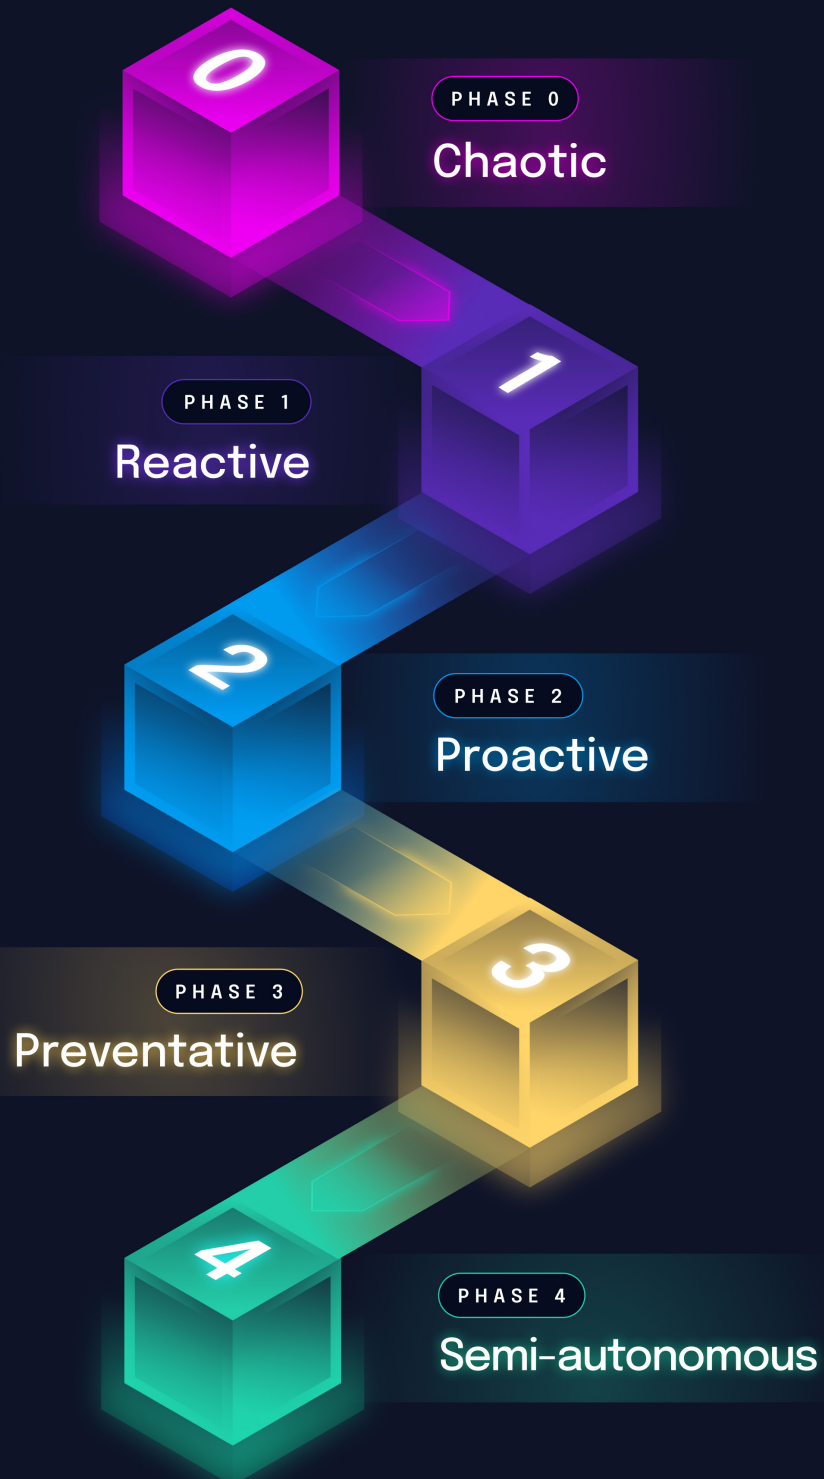 0
PHASE 0
Chaotic
1
PHASE 1
Reactive
2
PHASE 2
Proactive
3
PHASE 3
Preventative
4
PHASE 4
Semi-autonomous